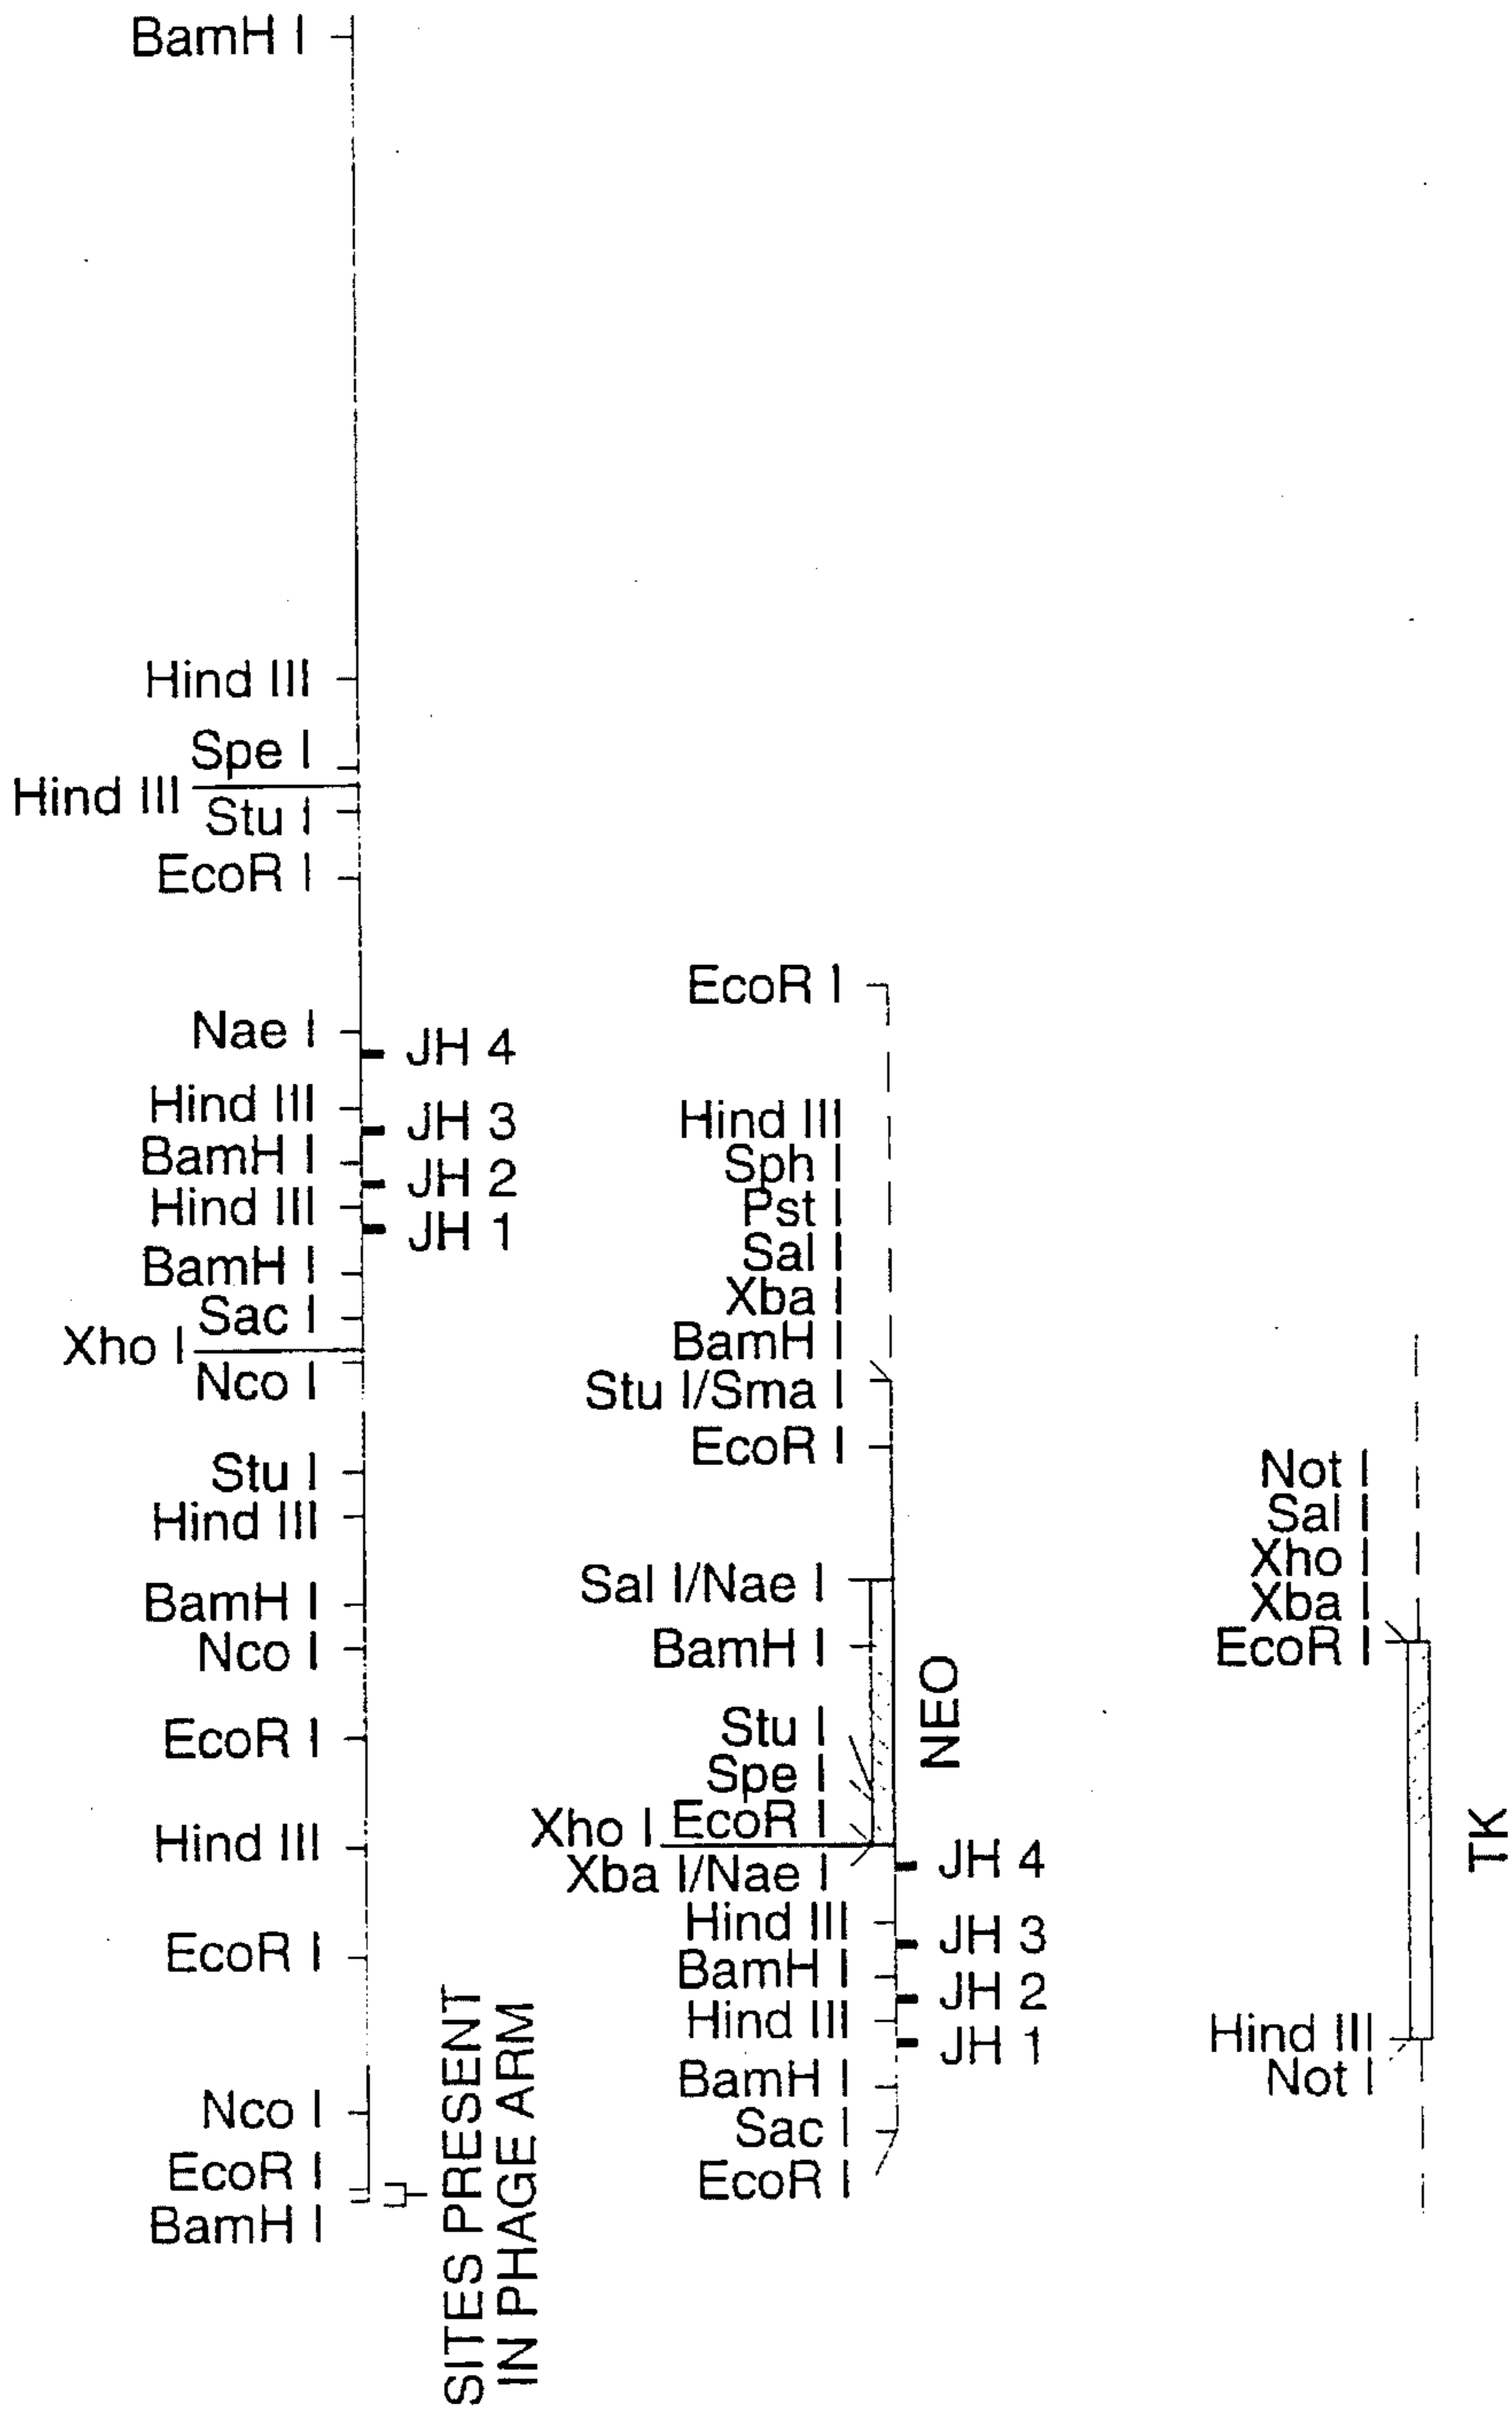 BamH I
Hind III
Spe I
Hind III
Stu I
EcoR I
Nae I
JH 4
Hind III
JH 3
BamH I
JH 2
Hind III
JH 1
BamH I
Sac I
Xho I
Nco I
Stu I
Hind III
BamH I
Nco I
EcoR I
Hind III
EcoR I
Nco I
EcoR I
BamH I
SITES PRESENT
IN PHAGE ARM
EcoR I
Hind III
Sph I
Pst I
Sal I
Xba I
BamH I
Stu I/Sma I
EcoR I
Sal I/Nae I
BamH I
NEO
Stu I
Spe I
EcoR I
Xho I
Xba I/Nae I
JH 4
Hind III
JH 3
BamH I
JH 2
Hind III
JH 1
BamH I
Sac I
EcoR I
Not I
Sal I
Xho I
Xba I
EcoR I
TK
Hind III
Not I